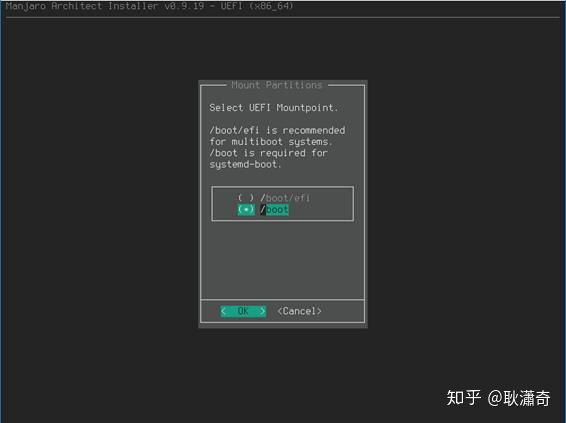 Manjaro Architect Installer v0.9.19 - UEFI (x86_64)
Mount Partitions
Select UEFI Mountpoint.
/boot/efi is recommended
for multiboot systems.
/boot is required for
systemd-boot.
( ) /boot/efi
(*) /boot
< OK > <Cancel>
知乎 @耿瀟奇